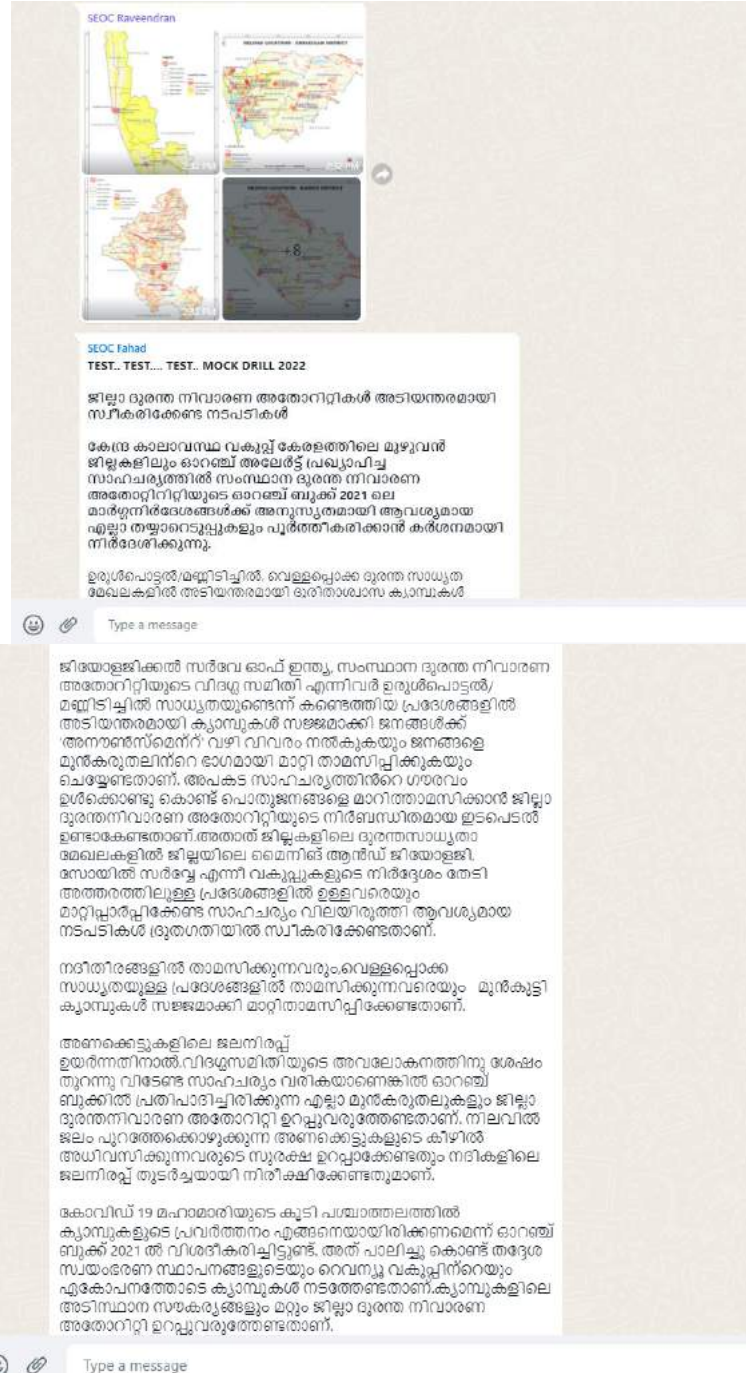 SEOC Raveendran
2:32 PM
2:32 PM
+8
SEOC Fahad
TEST.. TEST.... TEST.. MOCK DRILL 2022
ജില്ലാ ദുരന്ത നിവാരണ അതോറിറ്റികൾ അടിയന്തരമായി
സ്വീകരിക്കേണ്ട നടപടികൾ
കേന്ദ്ര കാലാവസ്ഥ വകുപ്പ് കേരളത്തിലെ മുഴുവൻ
ജില്ലകളിലും ഓറഞ്ച് അലേർട്ട് പ്രഖ്യാപിച്ച
സാഹചര്യത്തിൽ സംസ്ഥാന ദുരന്ത നിവാരണ
അതോറ്റിറിറ്റിയുടെ ഓറഞ്ച് ബുക്ക് 2021 ലെ
മാർഗ്ഗനിർദേശങ്ങൾക്ക് അനുസൃതമായി ആവശ്യമായ
എല്ലാ തയ്യാറെടുപ്പുകളും പൂർത്തീകരിക്കാൻ കർശനമായി
നിർദേശിക്കുന്നു.
ഉരുൾപൊട്ടൽ/മണ്ണിടിച്ചിൽ, വെള്ളപ്പൊക്ക ദുരന്ത സാധ്യത
മേഖലകളിൽ അടിയന്തരമായി ദുരിതാശ്വാസ ക്യാമ്പുകൾ
Type a message
ജിയോളജിക്കൽ സർവേ ഓഫ് ഇന്ത്യ, സംസ്ഥാന ദുരന്ത നിവാരണ
അതോറിറ്റിയുടെ വിദഗ്ദ്ധ സമിതി എന്നിവർ ഉരുൾപൊട്ടൽ/
മണ്ണിടിച്ചിൽ സാധ്യതയുണ്ടെന്ന് കണ്ടെത്തിയ പ്രദേശങ്ങളിൽ
അടിയന്തരമായി ക്യാമ്പുകൾ സജ്ജമാക്കി ജനങ്ങൾക്ക്
'അനൗൺസ്മെൻറ്' വഴി വിവരം നൽകുകയും ജനങ്ങളെ
മുൻകരുതലിന്റെ ഭാഗമായി മാറ്റി താമസിപ്പിക്കുകയും
ചെയ്യേണ്ടതാണ്. അപകട സാഹചര്യത്തിൻറെ ഗൗരവം
ഉൾക്കൊണ്ടു കൊണ്ട് പൊതുജനങ്ങളെ മാറിത്താമസിക്കാൻ ജില്ലാ
ദുരന്തനിവാരണ അതോറിറ്റിയുടെ നിർബന്ധിതമായ ഇടപെടൽ
ഉണ്ടാകേണ്ടതാണ്.അതാത് ജില്ലകളിലെ ദുരന്തസാധ്യതാ
മേഖലകളിൽ ജില്ലയിലെ മൈനിങ് ആൻഡ് ജിയോളജി,
സോയിൽ സർവ്വേ എന്നീ വകുപ്പുകളുടെ നിർദ്ദേശം തേടി
അത്തരത്തിലുള്ള പ്രദേശങ്ങളിൽ ഉള്ളവരെയും
മാറ്റിപ്പാർപ്പിക്കേണ്ട സാഹചര്യം വിലയിരുത്തി ആവശ്യമായ
നടപടികൾ ദ്രുതഗതിയിൽ സ്വീകരിക്കേണ്ടതാണ്.
നദീതീരങ്ങളിൽ താമസിക്കുന്നവരും,വെള്ളപ്പൊക്ക
സാധ്യതയുള്ള പ്രദേശങ്ങളിൽ താമസിക്കുന്നവരെയും മുൻകൂട്ടി
ക്യാമ്പുകൾ സജ്ജമാക്കി മാറ്റിതാമസിപ്പിക്കേണ്ടതാണ്.
അണക്കെട്ടുകളിലെ ജലനിരപ്പ്
ഉയർന്നതിനാൽ.വിദഗ്ദ്ധസമിതിയുടെ അവലോകനത്തിനു ശേഷം
തുറന്നു വിടേണ്ട സാഹചര്യം വരികയാണെങ്കിൽ ഓറഞ്ച്
ബുക്കിൽ പ്രതിപാദിച്ചിരിക്കുന്ന എല്ലാ മുൻകരുതലുകളും ജില്ലാ
ദുരന്തനിവാരണ അതോറിറ്റി ഉറപ്പുവരുത്തേണ്ടതാണ്. നിലവിൽ
ജലം പുറത്തേക്കൊഴുക്കുന്ന അണക്കെട്ടുകളുടെ കീഴിൽ
അധിവസിക്കുന്നവരുടെ സുരക്ഷ ഉറപ്പാക്കേണ്ടതും നദികളിലെ
ജലനിരപ്പ് തുടർച്ചയായി നിരീക്ഷിക്കേണ്ടതുമാണ്.
കോവിഡ് 19 മഹാമാരിയുടെ കൂടി പശ്ചാത്തലത്തിൽ
ക്യാമ്പുകളുടെ പ്രവർത്തനം എങ്ങനെയായിരിക്കണമെന്ന് ഓറഞ്ച്
ബുക്ക് 2021 ൽ വിശദീകരിച്ചിട്ടുണ്ട്. അത് പാലിച്ചു കൊണ്ട് തദ്ദേശ
സ്വയംഭരണ സ്ഥാപനങ്ങളുടെയും റെവന്യൂ വകുപ്പിൻറെയും
ഏകോപനത്തോടെ ക്യാമ്പുകൾ നടത്തേണ്ടതാണ്.ക്യാമ്പുകളിലെ
അടിസ്ഥാന സൗകര്യങ്ങളും മറ്റും ജില്ലാ ദുരന്ത നിവാരണ
അതോറിറ്റി ഉറപ്പുവരുത്തേണ്ടതാണ്.
Type a message